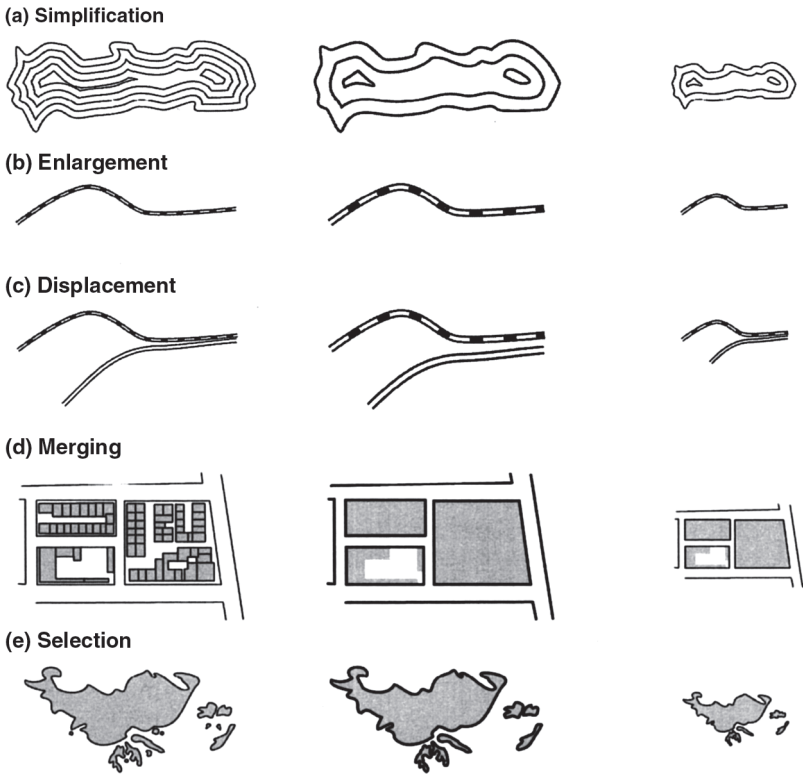 (a) Simplification
(b) Enlargement
(c) Displacement
(d) Merging
(e) Selection